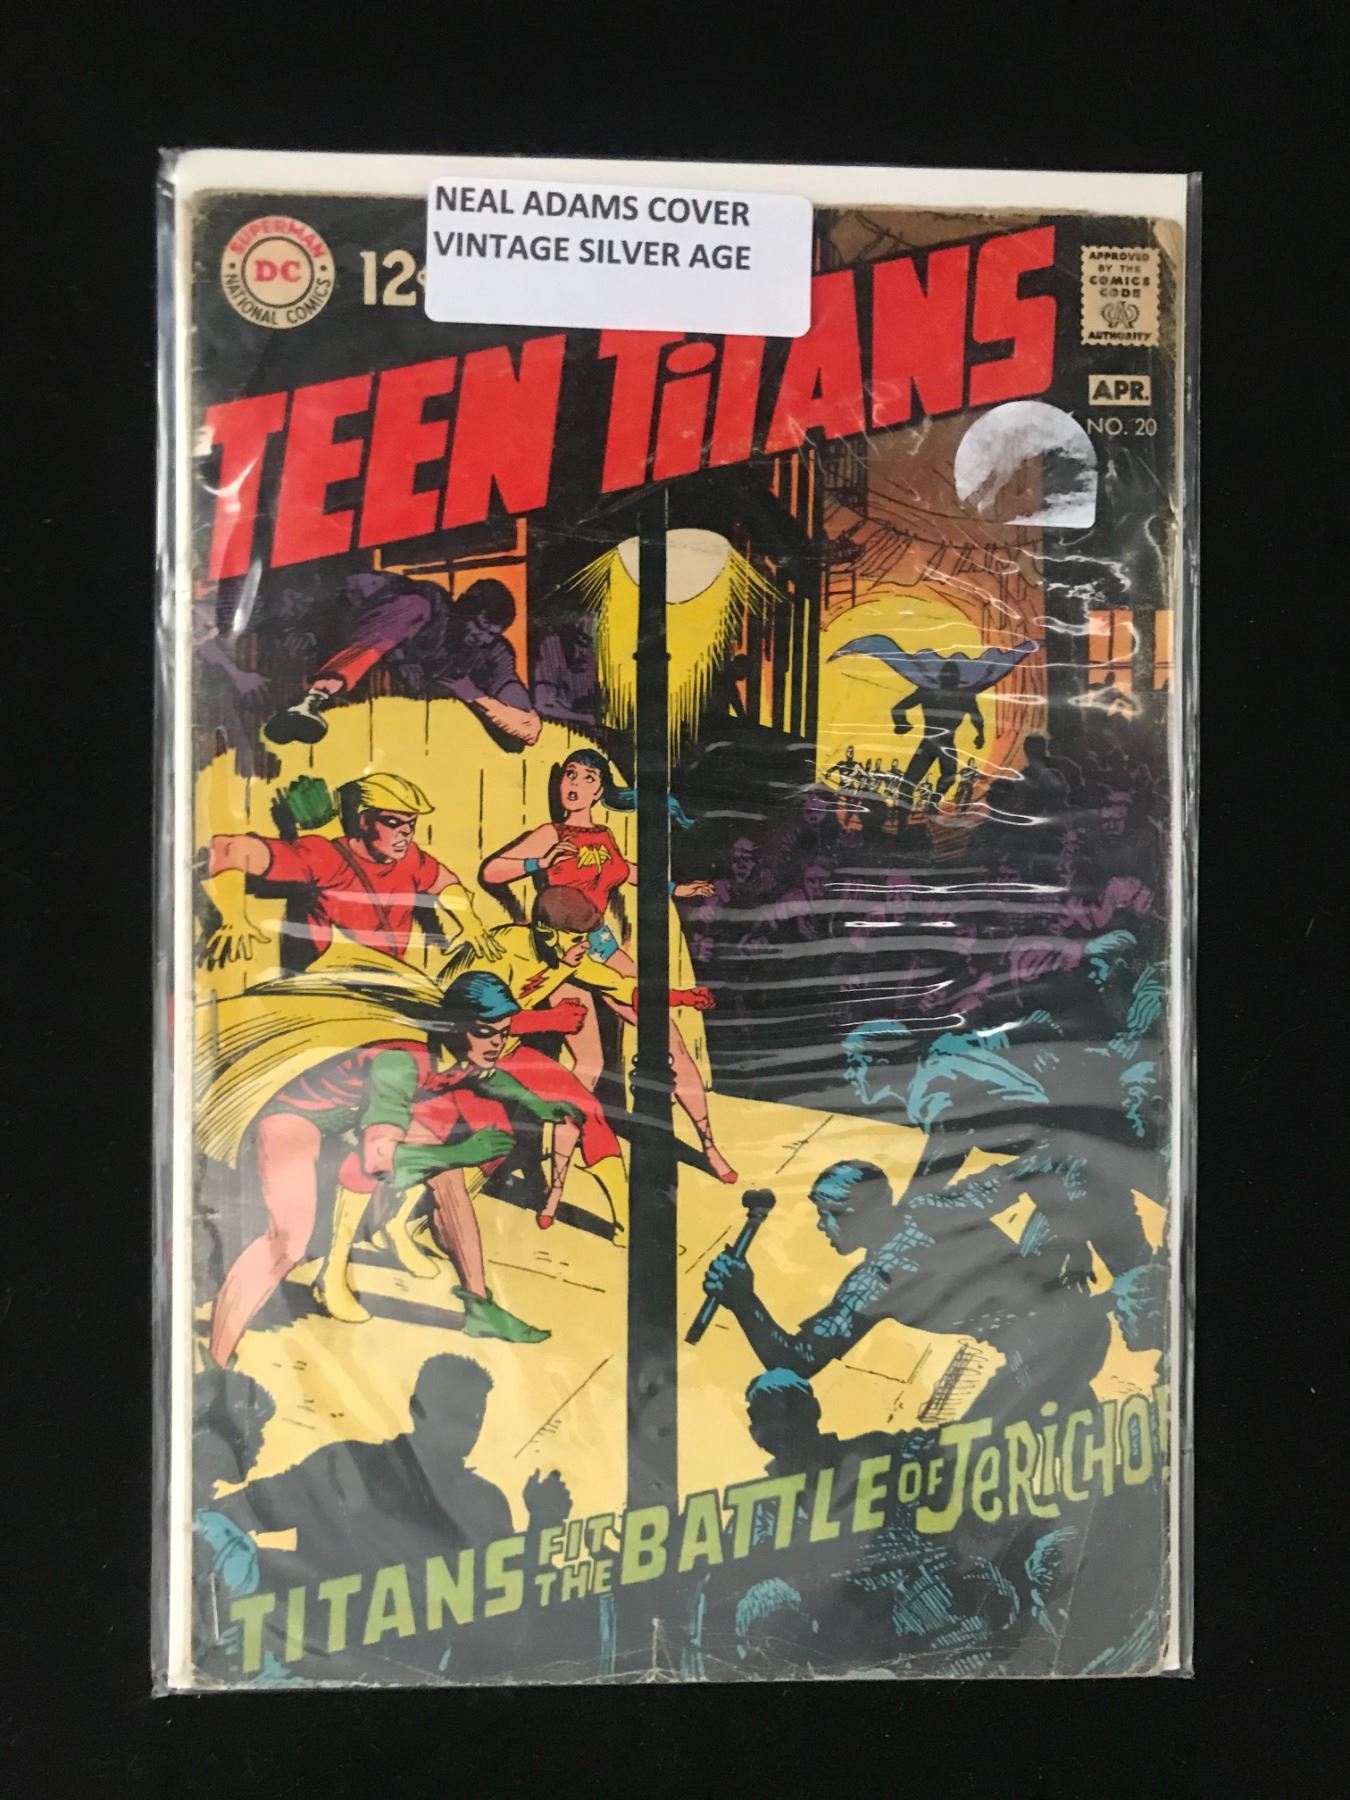 NEAL ADAMS COVER
VINTAGE SILVER AGE
SUPERMAN
DC
NATIONAL COMICS
12¢
APPROVED
BY THE
COMICS
CODE
CA
AUTHORITY
TEEN TiTANS
APR.
NO. 20
TITANS FIT THE BATTLE OF JeRiCHO!